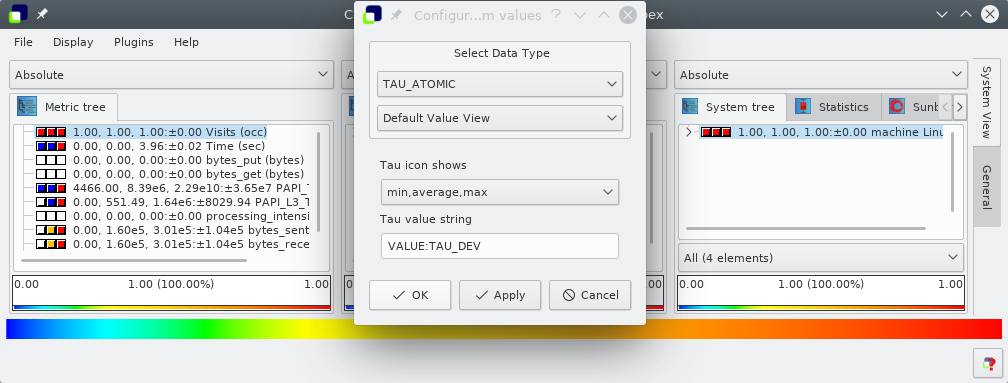 C
Configur...m values
ex
File Display Plugins Help
Absolute
A
Absolute
Metric tree
System tree
Statistics
Sunb
1.00, 1.00, 1.00:±0.00 Visits (occ)
0.00, 0.00, 3.96:±0.02 Time (sec)
0.00, 0.00, 0.00:±0.00 bytes_put (bytes)
0.00, 0.00, 0.00:±0.00 bytes_get (bytes)
4466.00, 8.39e6, 2.29e10:±3.65e7 PAPI_T
0.00, 551.49, 1.64e6:±8029.94 PAPI_L3_T
0.00, 0.00, 0.00:±0.00 processing_intensi
0.00, 1.60e5, 3.01e5:±1.04e5 bytes_sent
0.00, 1.60e5, 3.01e5:±1.04e5 bytes_rece
0.00 1.00 (100.00%) 1.00
Select Data Type
TAU_ATOMIC
Default Value View
Tau icon shows
min,average,max
Tau value string
VALUE:TAU_DEV
OK
Apply
Cancel
1.00, 1.00, 1.00:±0.00 machine Linu
All (4 elements)
0.00 1.00 (100.00%) 1.00
System View
General